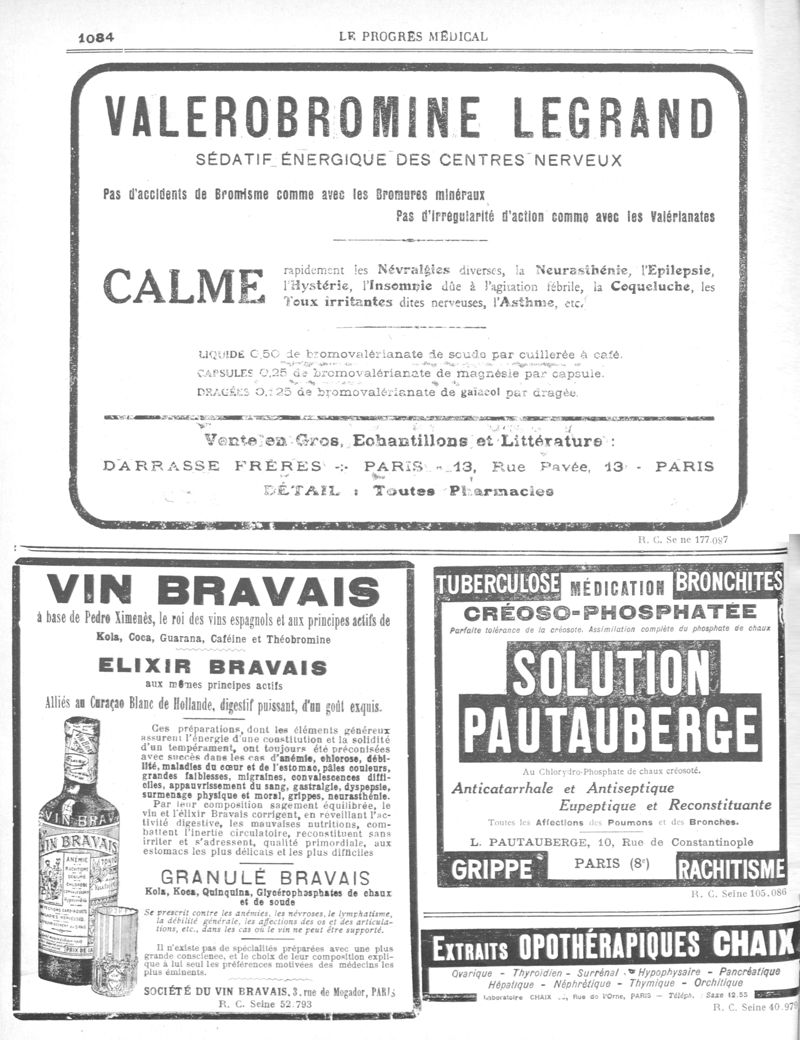 1084
LE PROGRÈS MÉDICAL
VALEROBROMINE LEGRAND
SÉDATIF ÉNERGIQUE DES CENTRES NERVEUX
Pas d'accidents de Bromisme comme avec les Bromures minéraux
Pas d'irrégularité d'action comme avec les Valérianates
CALME
rapidement les Névralgies diverses, la Neurasthénie, l'Epilepsie,
l'Hystérie, l'Insomnie dûe à l'agitation fébrile, la Coqueluche, les
Toux irritantes dites nerveuses, l'Asthme, etc.
LIQUIDE 0,50 de bromovalérianate de soude par cuillerée à café.
CAPSULES 0,25 de bromovalérianate de magnésie par capsule.
DRAGÉES 0,125 de bromovalérianate de gaïacol par dragée.
Vente en Gros, Echantillons et Littérature :
DARRASSE FRÈRES -:- PARIS - 13, Rue Pavée, 13 - PARIS
DÉTAIL : Toutes Pharmacies
R. C. Se ne 177.087
VIN BRAVAIS
à base de Pedro Ximenès, le roi des vins espagnols et aux principes actifs de
Kola, Coca, Guarana, Caféine et Théobromine
ELIXIR BRAVAIS
aux mêmes principes actifs
Alliés au Curaçao Blanc de Hollande, digestif puissant, d'un goût exquis.
Ces préparations, dont les éléments généreux
assurent l'énergie d'une constitution et la solidité
d'un tempérament, ont toujours été préconisées
avec succès dans les cas d'anémie, chlorose, débi-
lité, maladies du cœur et de l'estomac, pâles couleurs,
grandes faiblesses, migraines, convalescences diffi-
ciles, appauvrissement du sang, gastralgie, dyspepsie,
surmenage physique et moral, grippes, neurasthénie.
Par leur composition sagement équilibrée, le
vin et l'élixir Bravais corrigent, en réveillant l'ac-
tivité digestive, les mauvaises nutritions, com-
battent l'inertie circulatoire, reconstituent sans
irriter et s'adressent, qualité primordiale, aux
estomacs les plus délicats et les plus difficiles
VIN BRAV
VIN BRAVAIS
ANÉMIE
GRANULÉ BRAVAIS
Kola, Koca, Quinquina, Glycérophosphates de chaux
et de soude
Se prescrit contre les anémies, les névroses, le lymphatisme,
la débilité générale, les affections des os et des articula-
tions, etc., dans les cas où le vin ne peut être supporté.
Il n'existe pas de spécialités préparées avec une plus
grande conscience, et le choix de leur composition expli-
que à lui seul les préférences motivées des médecins les
plus éminents.
SOCIÉTÉ DU VIN BRAVAIS, 3, rue de Mogador, PARIS
R. C. Seine 52.793
TUBERCULOSE MÉDICATION BRONCHITES
CRÉOSO-PHOSPHATÉE
Parfaite tolérance de la créosote. Assimilation complète du phosphate de chaux
SOLUTION
PAUTAUBERGE
Au Chlorydro-Phosphate de chaux créosoté.
Anticatarrhale et Antiseptique
Eupeptique et Reconstituante
Toutes les Affections des Poumons et des Bronches.
L. PAUTAUBERGE, 10, Rue de Constantinople
GRIPPE PARIS (8e) RACHITISME
R. C. Seine 105.086
EXTRAITS OPOTHÉRAPIQUES CHAIX
Ovarique - Thyroïdien - Surrénal - Hypophysaire - Pancréatique
Hépatique - Néphrétique - Thymique - Orchitique
Laboratoire CHAIX Rue de l'Orne, PARIS - Téléph. : Saxe 12.55
R. C. Seine 40.979